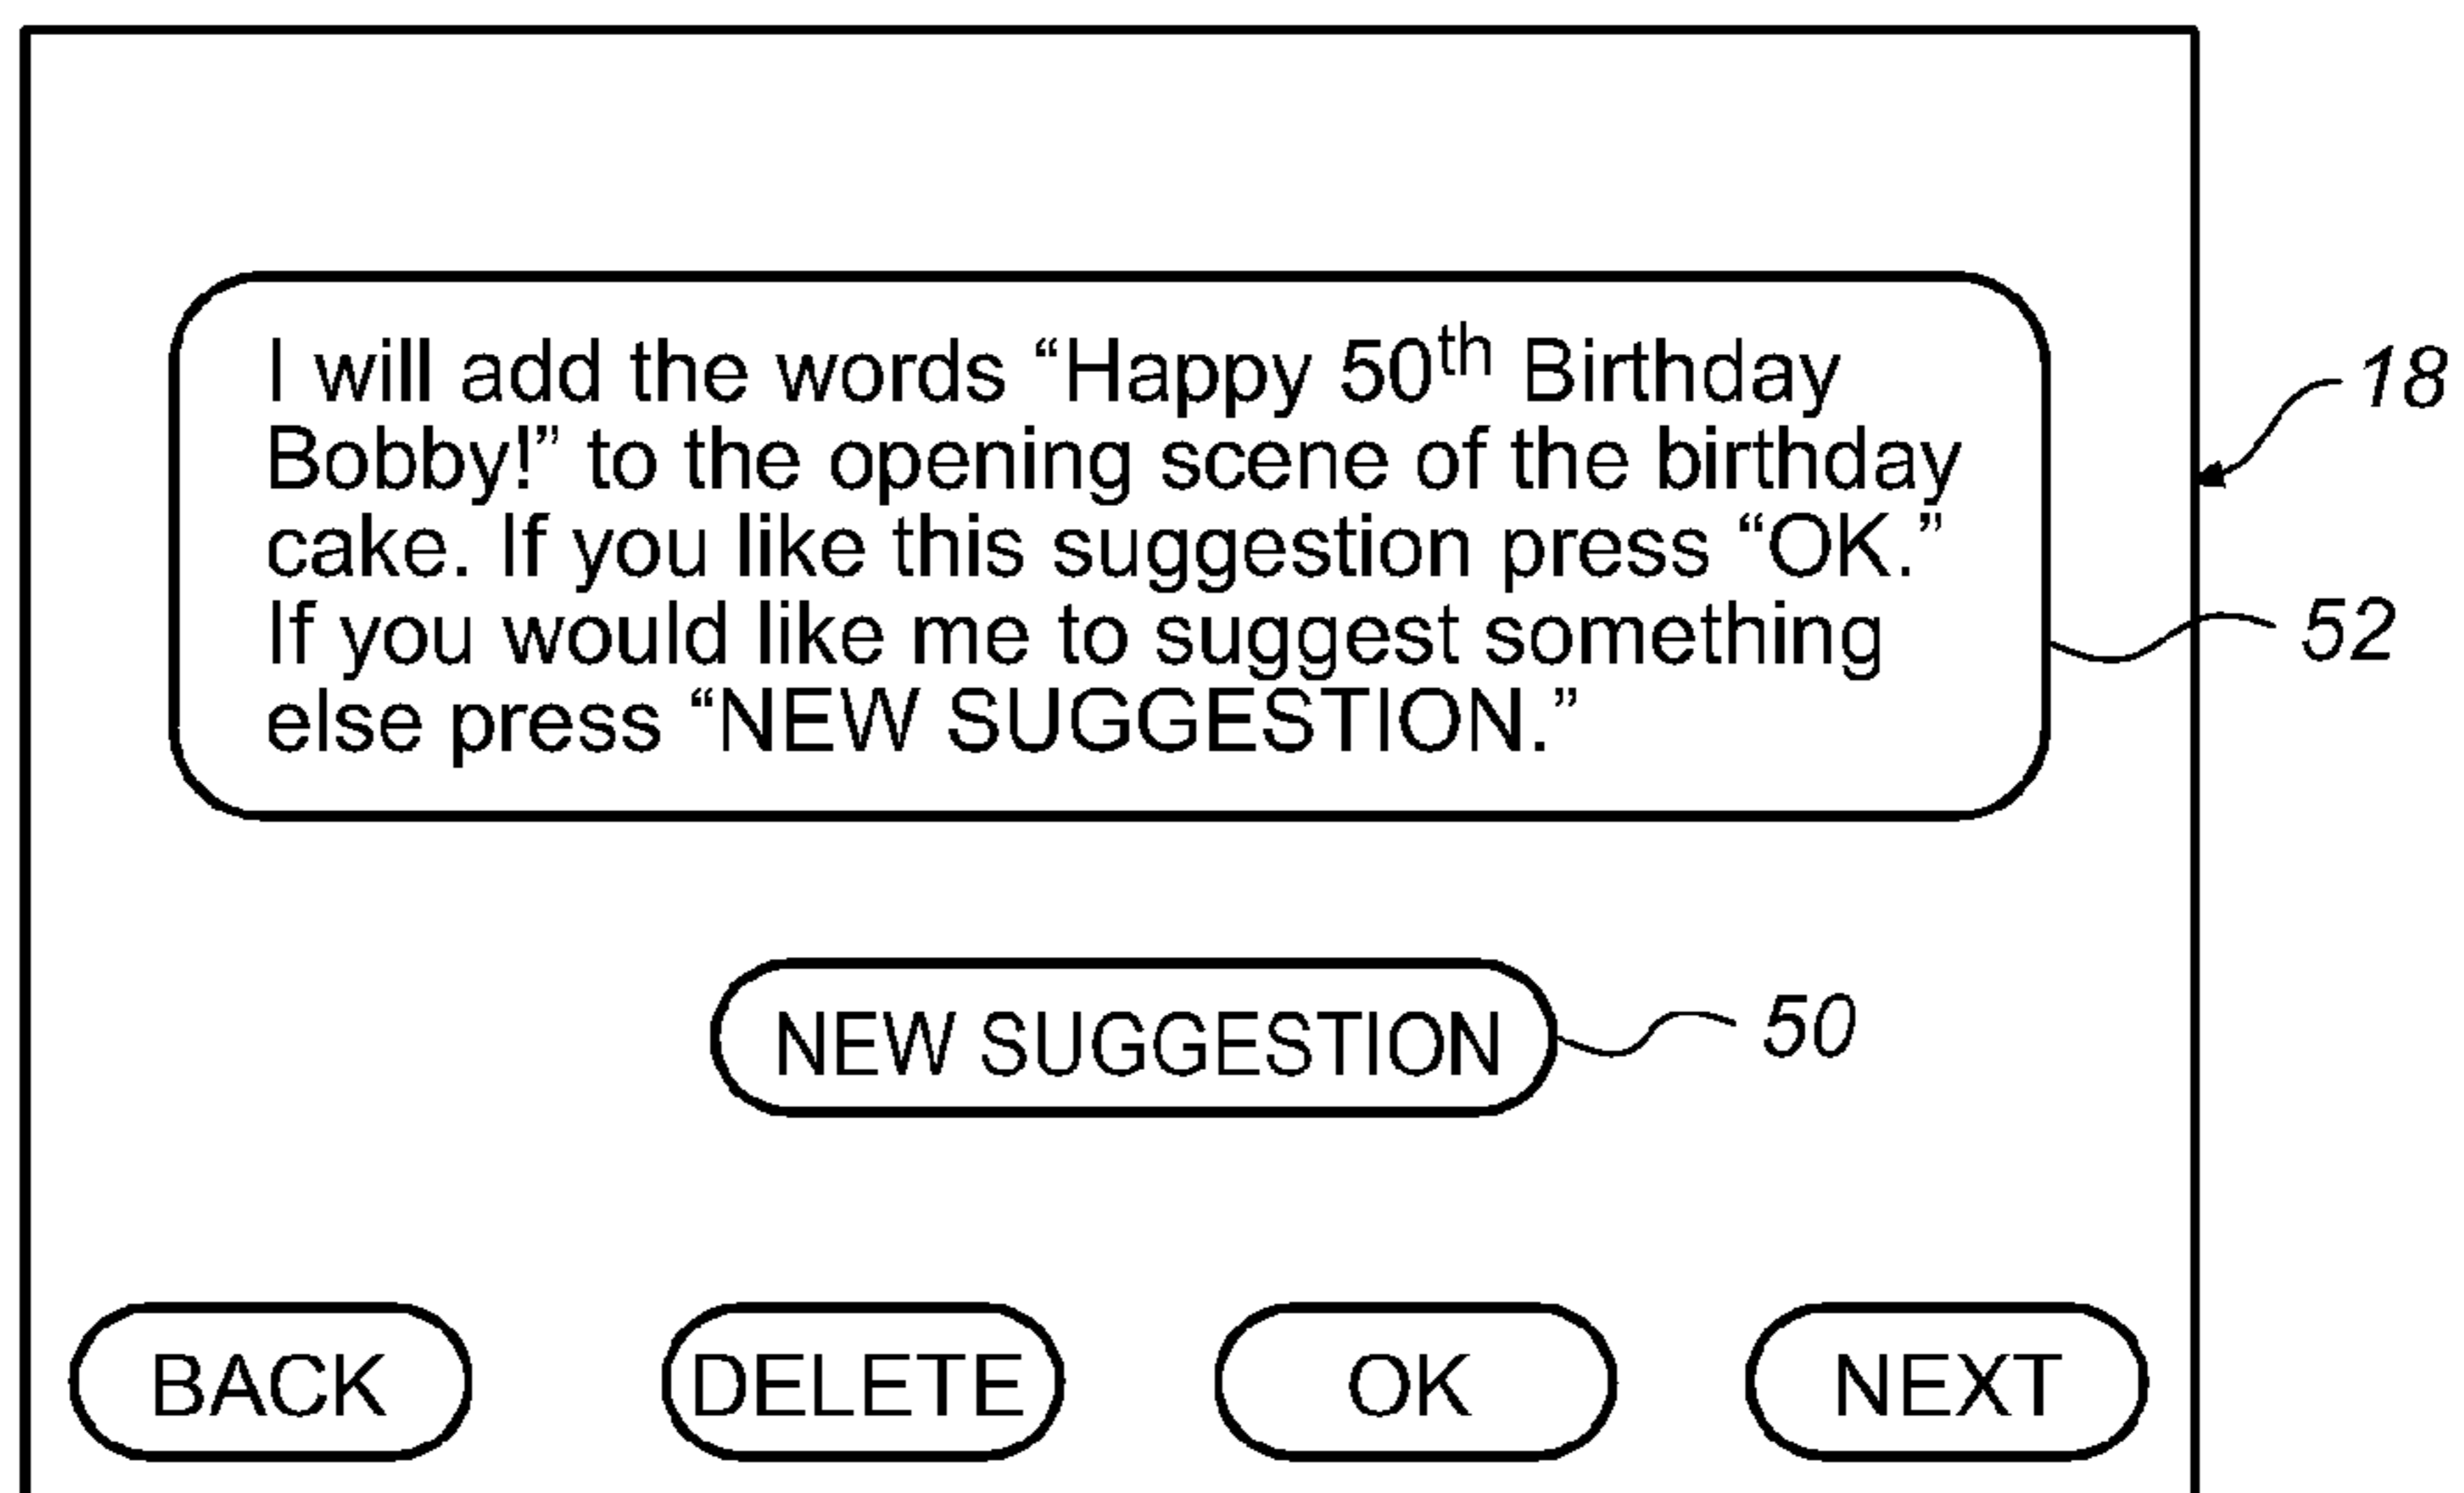 I will add the words “Happy 50th Birthday
Bobby!” to the opening scene of the birthday
cake. If you like this suggestion press “OK.”
If you would like me to suggest something
else press “NEW SUGGESTION.”
18
52
NEW SUGGESTION
50
BACK
DELETE
OK
NEXT